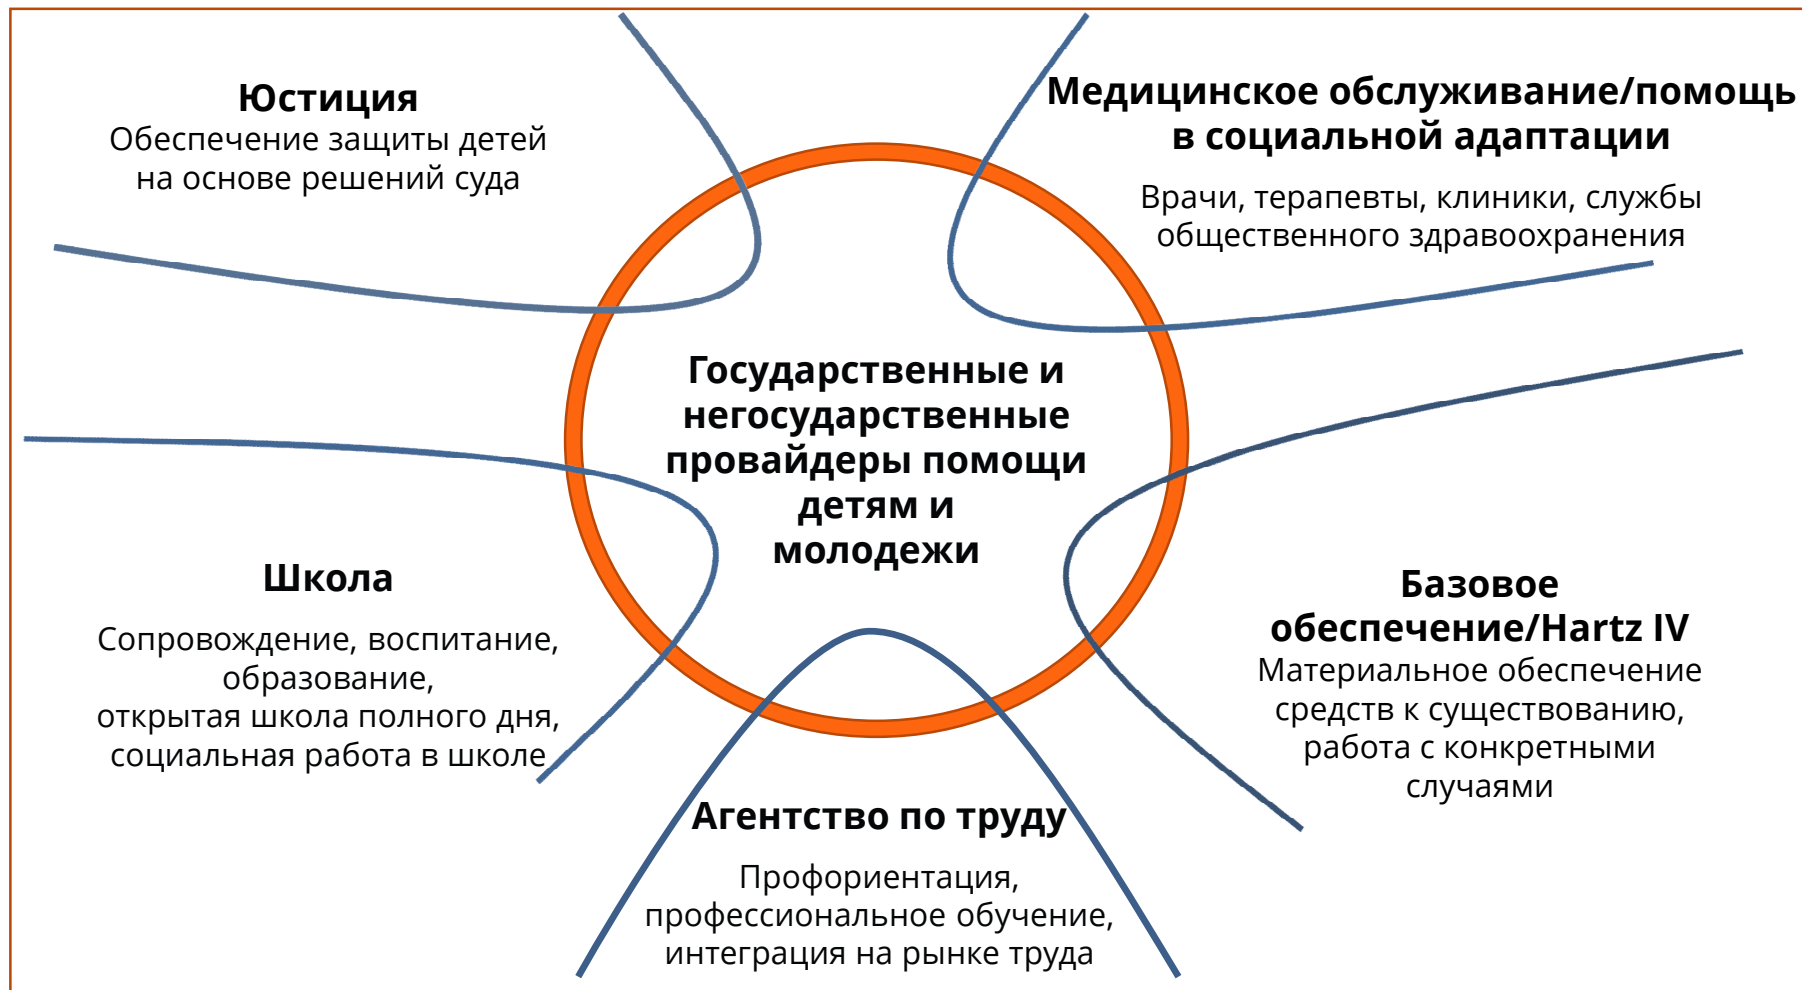 Юстиция
Обеспечение защиты детей
на основе решений суда
Медицинское обслуживание/помощь
в социальной адаптации
Врачи, терапевты, клиники, службы
общественного здравоохранения
Государственные и
негосударственные
провайдеры помощи
детям и
молодежи
Школа
Сопровождение, воспитание,
образование,
открытая школа полного дня,
социальная работа в школе
Базовое
обеспечение/Hartz IV
Материальное обеспечение
средств к существованию,
работа с конкретными
случаями
Агентство по труду
Профориентация,
профессиональное обучение,
интеграция на рынке труда